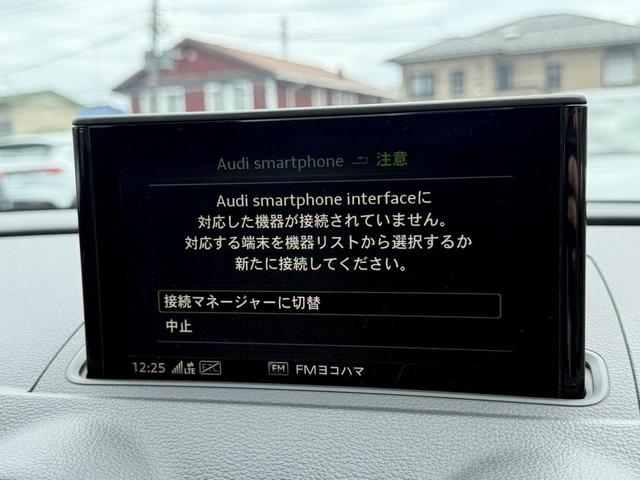 Audi smartphone 注意
Audi smartphone interfaceに
対応した機器が接続されていません。
対応する端末を機器リストから選択するか
新たに接続してください。
接続マネージャーに切替
中止
12:25 LTE FM FMヨコハマ